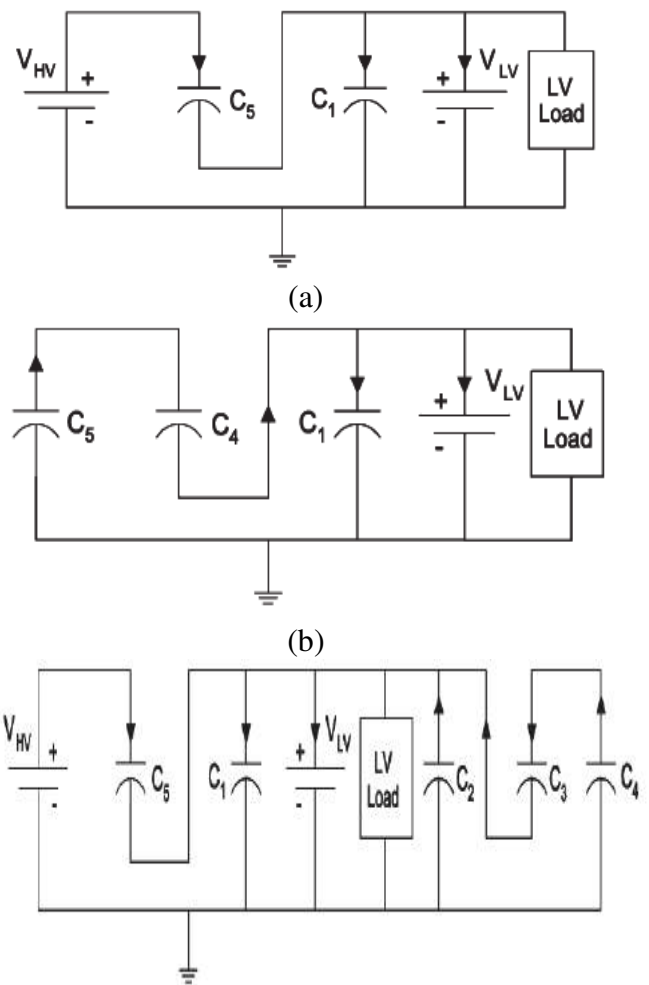 V_HV + - C_5 C_1 + - V_LV LV Load
(a)
C_5 C_4 C_1 + - V_LV LV Load
(b)
V_HV + - C_5 C_1 + - V_LV LV Load C_2 C_3 C_4